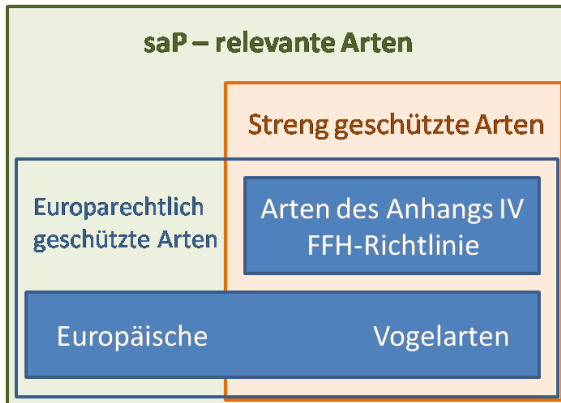 saP – relevante Arten
Streng geschützte Arten
Europarechtlich
geschützte Arten
Arten des Anhangs IV
FFH-Richtlinie
Europäische Vogelarten